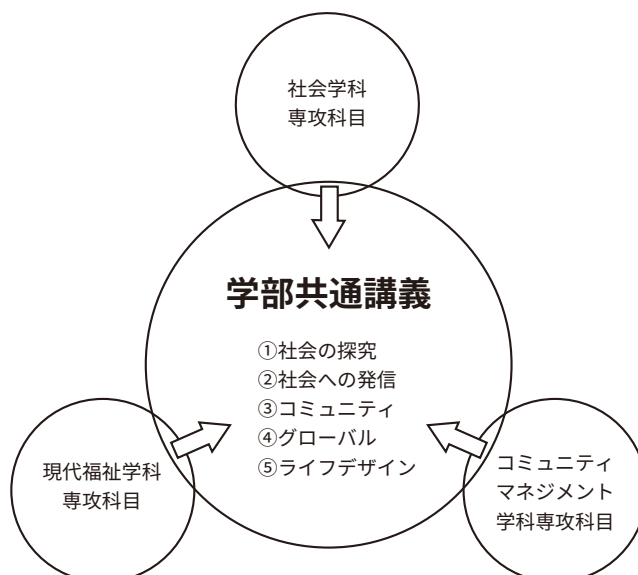 社会学科
専攻科目
学部共通講義
①社会の探究
②社会への発信
③コミュニティ
④グローバル
⑤ライフデザイン
現代福祉学科
専攻科目
コミュニティ
マネジメント
学科専攻科目